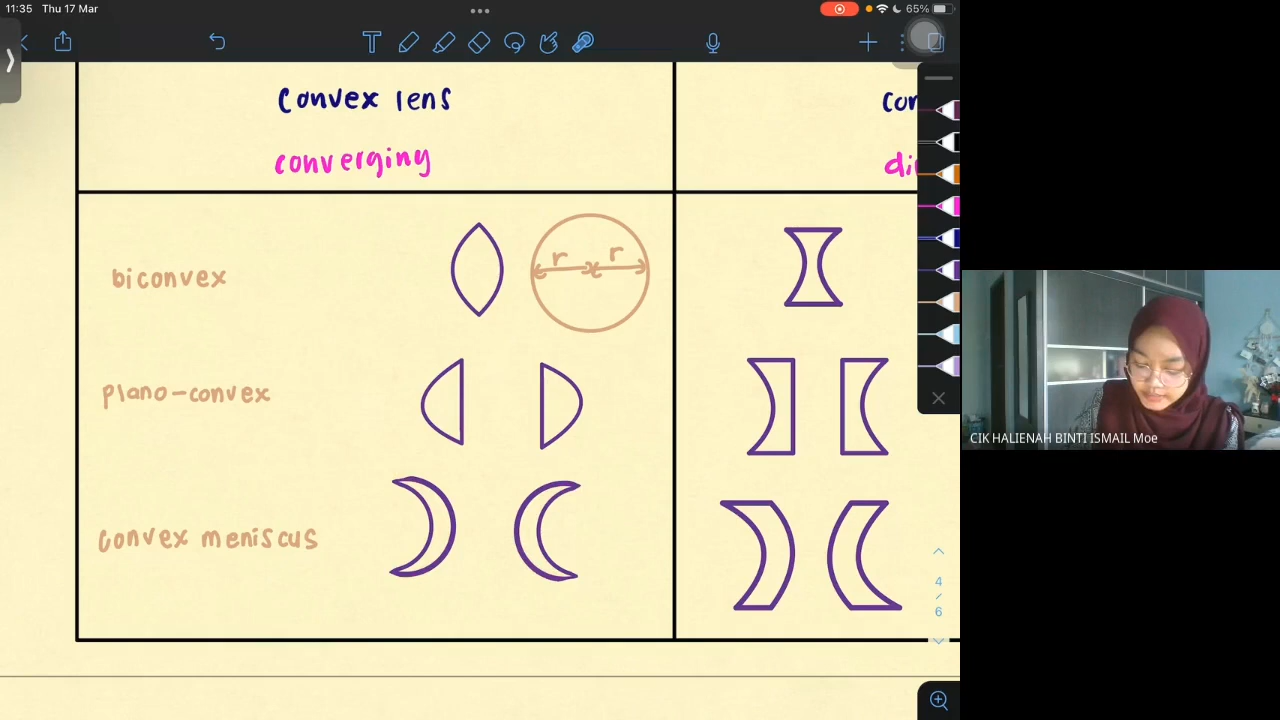 11:35 Thu 17 Mar
65%
convex lens
con
converging
di
biconvex
r r
plano-convex
convex meniscus
4
/
6
CIK HALIENAH BINTI ISMAIL Moe